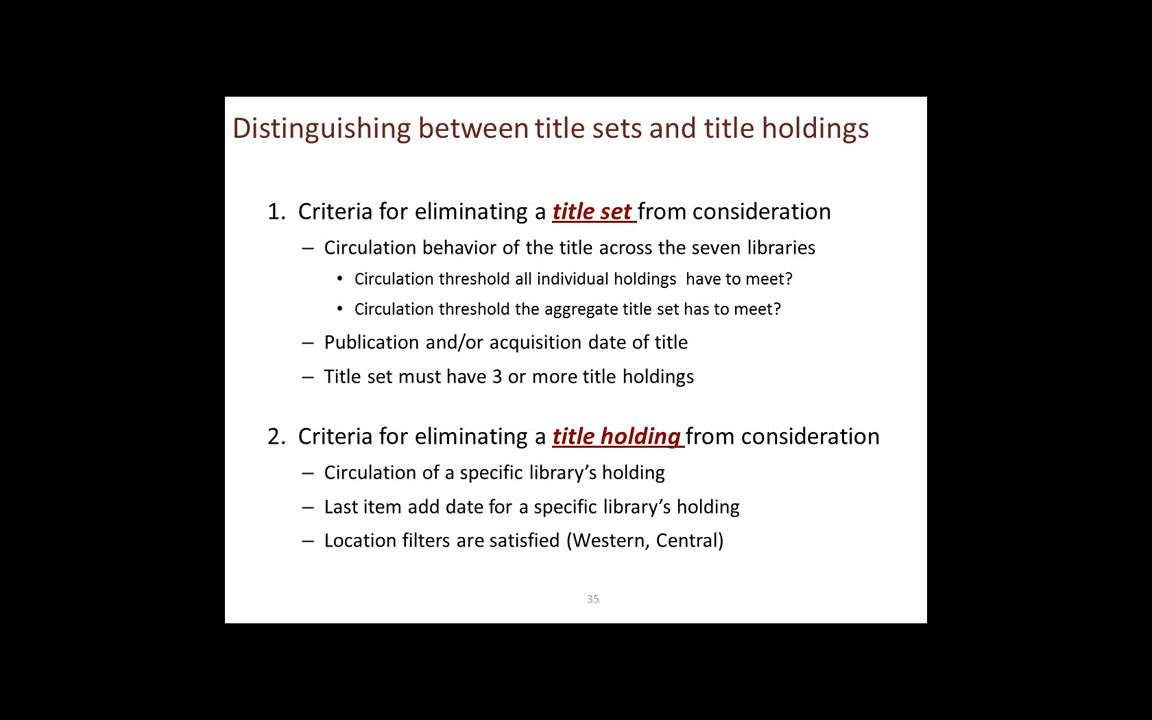 Distinguishing between title sets and title holdings
1. Criteria for eliminating a title set from consideration
– Circulation behavior of the title across the seven libraries
• Circulation threshold all individual holdings  have to meet?
• Circulation threshold the aggregate title set has to meet?
– Publication and/or acquisition date of title
– Title set must have 3 or more title holdings
2. Criteria for eliminating a title holding from consideration
– Circulation of a specific library’s holding
– Last item add date for a specific library’s holding
– Location filters are satisfied (Western, Central)
35